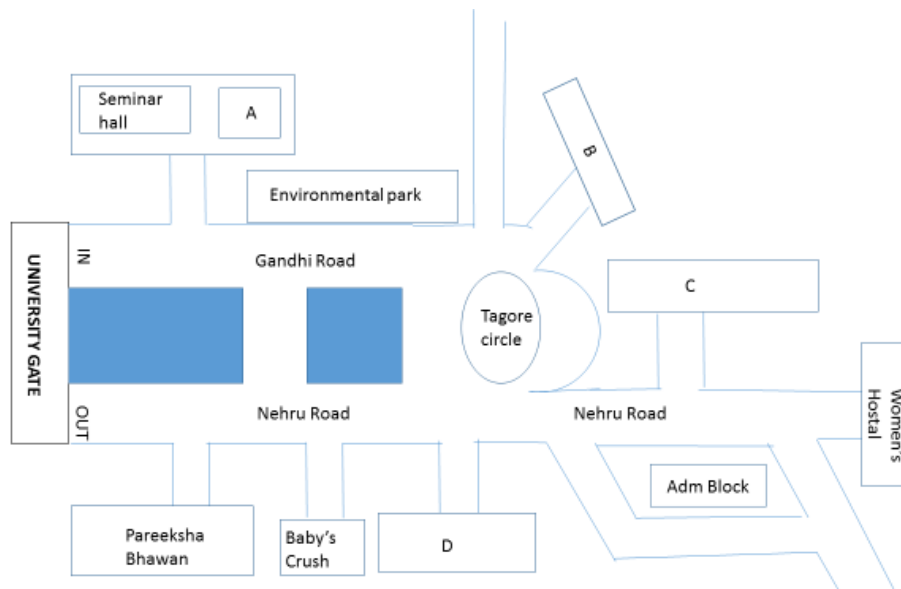 Seminar
hall
A
B
Environmental park
UNIVERSITY GATE
IN
Gandhi Road
C
Tagore
circle
OUT
Nehru Road
Nehru Road
Women's
Hostal
Adm Block
Pareeksha
Bhawan
Baby's
Crush
D